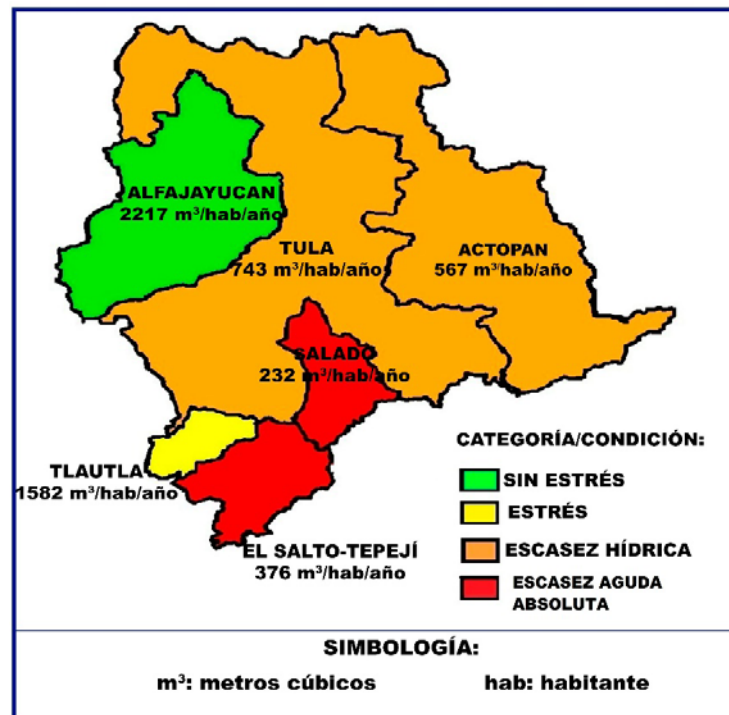 ALFAJAYUCAN
2217 m³/hab/año
TULA
743 m³/hab/año
ACTOPAN
567 m³/hab/año
SALADO
232 m³/hab/año
TLAUTLA
1582 m³/hab/año
EL SALTO-TEPEJÍ
376 m³/hab/año
CATEGORÍA/CONDICIÓN:
SIN ESTRÉS
ESTRÉS
ESCASEZ HÍDRICA
ESCASEZ AGUDA
ABSOLUTA
SIMBOLOGÍA:
m³: metros cúbicos hab: habitante